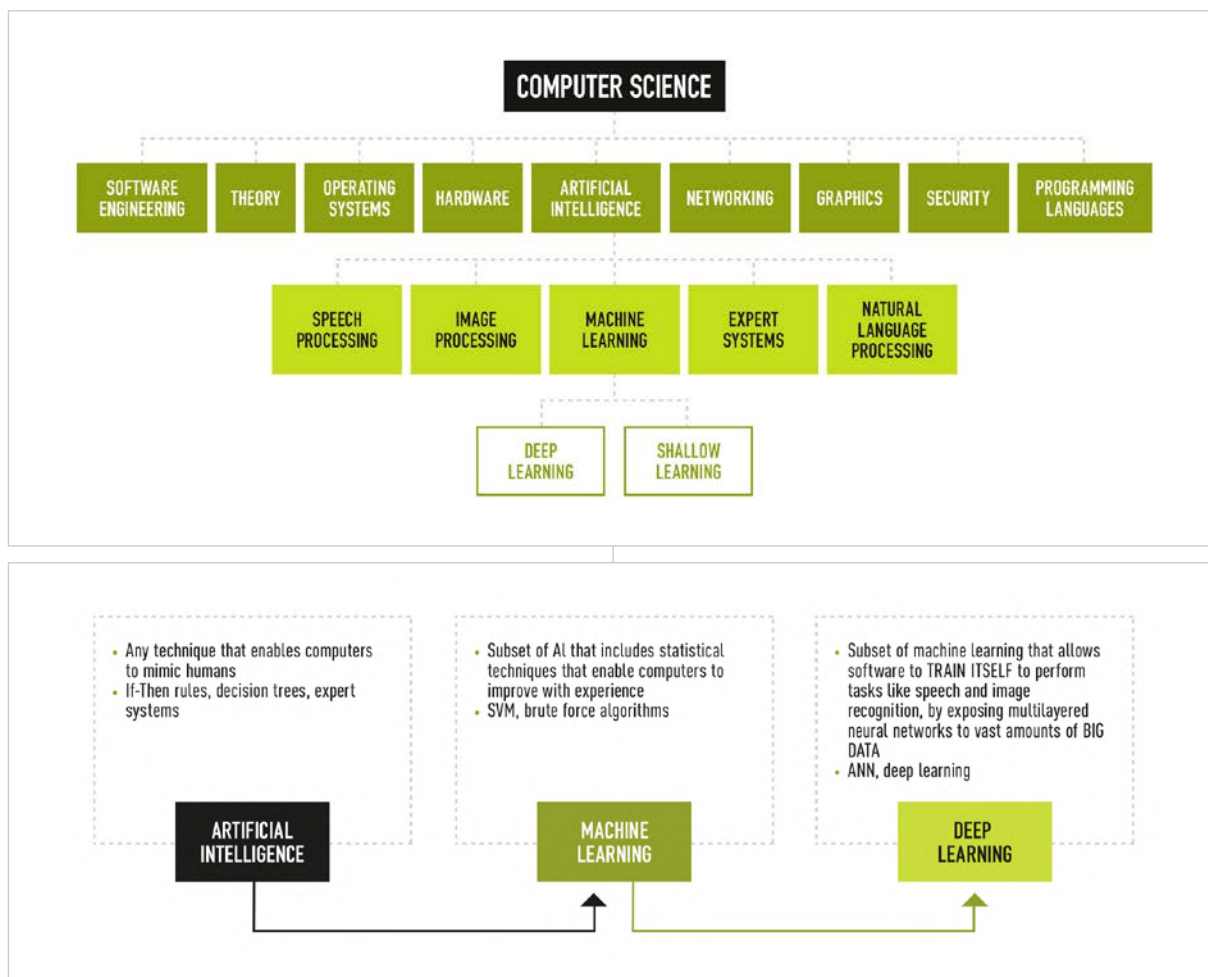 COMPUTER SCIENCE
SOFTWARE
ENGINEERING
THEORY
OPERATING
SYSTEMS
HARDWARE
ARTIFICIAL
INTELLIGENCE
NETWORKING
GRAPHICS
SECURITY
PROGRAMMING
LANGUAGES
SPEECH
PROCESSING
IMAGE
PROCESSING
MACHINE
LEARNING
EXPERT
SYSTEMS
NATURAL
LANGUAGE
PROCESSING
DEEP
LEARNING
SHALLOW
LEARNING
• Any technique that enables computers
to mimic humans
• If-Then rules, decision trees, expert
systems
ARTIFICIAL
INTELLIGENCE
• Subset of AI that includes statistical
techniques that enable computers to
improve with experience
• SVM, brute force algorithms
MACHINE
LEARNING
• Subset of machine learning that allows
software to TRAIN ITSELF to perform
tasks like speech and image
recognition, by exposing multilayered
neural networks to vast amounts of BIG
DATA
• ANN, deep learning
DEEP
LEARNING